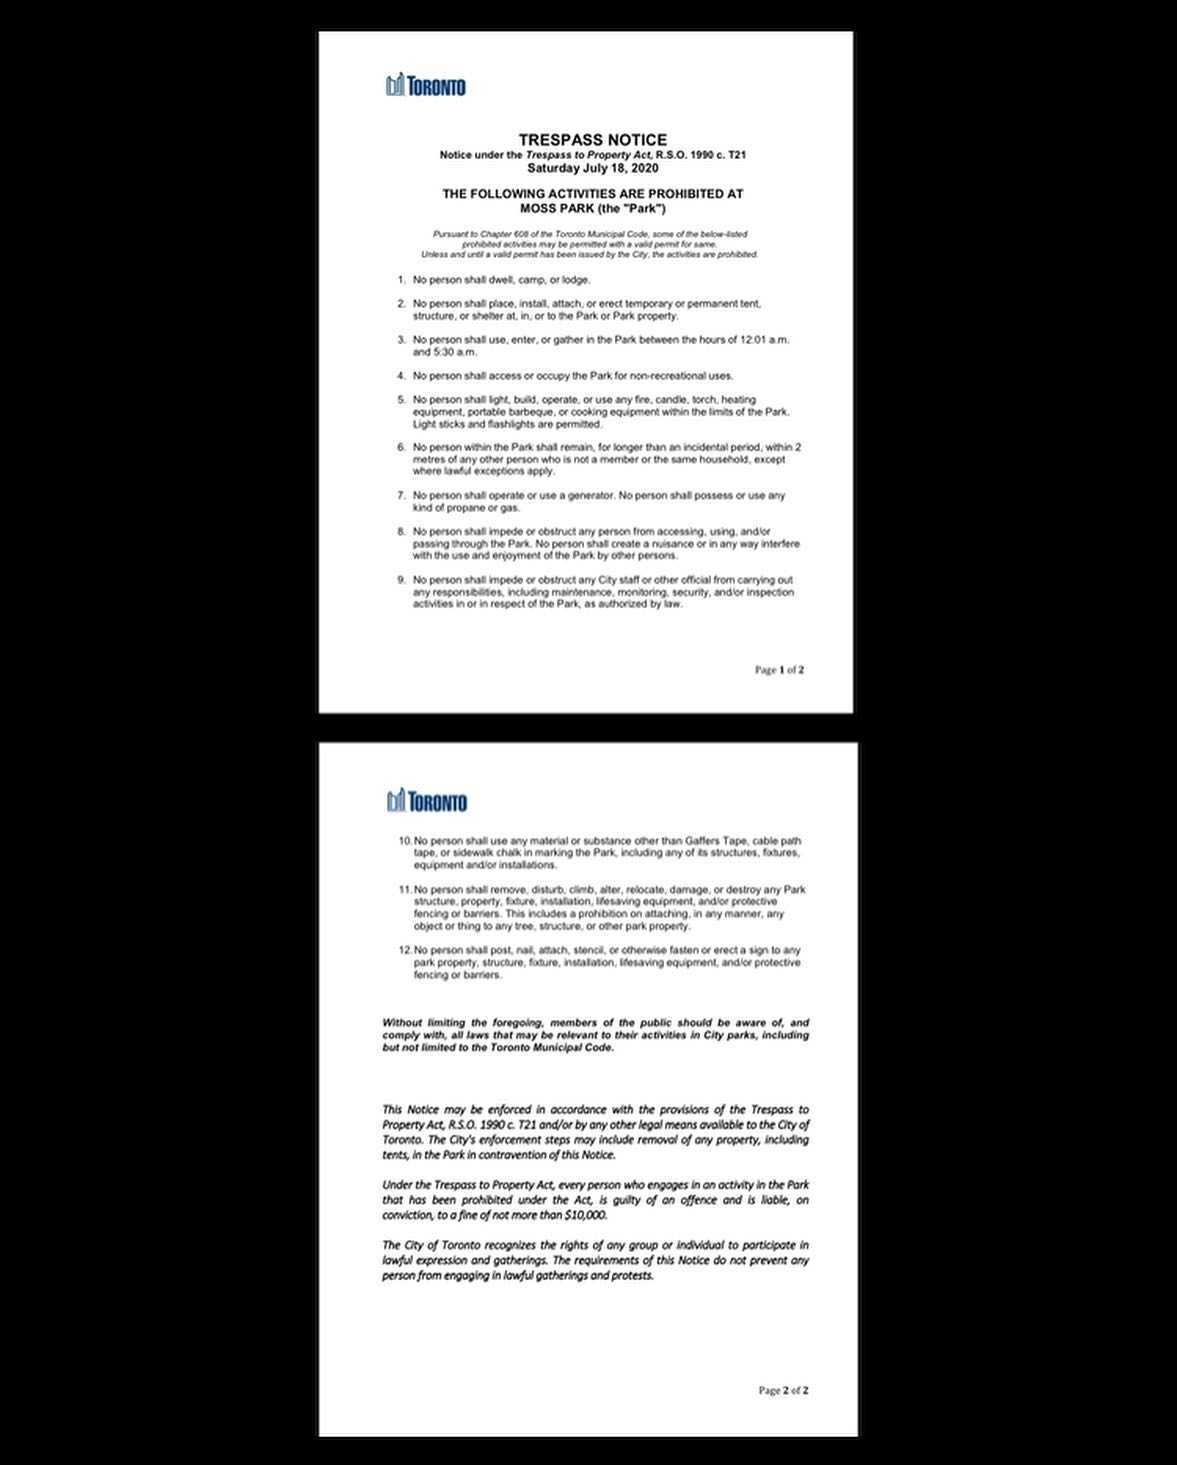 TORONTO
TRESPASS NOTICE
Notice under the Trespass to Property Act, R.S.O. 1990 c. T21
Saturday July 18, 2020
THE FOLLOWING ACTIVITIES ARE PROHIBITED AT
MOSS PARK (the "Park")
Pursuant to Chapter 608 of the Toronto Municipal Code, some of the below-listed
prohibited activities may be permitted with a valid permit for same.
Unless and until a valid permit has been issued by the City, the activities are prohibited.
1. No person shall dwell, camp, or lodge.
2. No person shall place, install, attach, or erect temporary or permanent tent,
structure, or shelter at, in, or to the Park or Park property.
3. No person shall use, enter, or gather in the Park between the hours of 12:01 a.m.
and 5:30 a.m.
4. No person shall access or occupy the Park for non-recreational uses.
5. No person shall light, build, operate, or use any fire, candle, torch, heating
equipment, portable barbeque, or cooking equipment within the limits of the Park.
Light sticks and flashlights are permitted.
6. No person within the Park shall remain, for longer than an incidental period, within 2
metres of any other person who is not a member or the same household, except
where lawful exceptions apply.
7. No person shall operate or use a generator. No person shall possess or use any
kind of propane or gas.
8. No person shall impede or obstruct any person from accessing, using, and/or
passing through the Park. No person shall create a nuisance or in any way interfere
with the use and enjoyment of the Park by other persons.
9. No person shall impede or obstruct any City staff or other official from carrying out
any responsibilities, including maintenance, monitoring, security, and/or inspection
activities in or in respect of the Park, as authorized by law.
Page 1 of 2
TORONTO
10. No person shall use any material or substance other than Gaffers Tape, cable path
tape, or sidewalk chalk in marking the Park, including any of its structures, fixtures,
equipment and/or installations.
11. No person shall remove, disturb, climb, alter, relocate, damage, or destroy any Park
structure, property, fixture, installation, lifesaving equipment, and/or protective
fencing or barriers. This includes a prohibition on attaching, in any manner, any
object or thing to any tree, structure, or other park property.
12. No person shall post, nail, attach, stencil, or otherwise fasten or erect a sign to any
park property, structure, fixture, installation, lifesaving equipment, and/or protective
fencing or barriers.
Without limiting the foregoing, members of the public should be aware of, and
comply with, all laws that may be relevant to their activities in City parks, including
but not limited to the Toronto Municipal Code.
This Notice may be enforced in accordance with the provisions of the Trespass to
Property Act, R.S.O. 1990 c. T21 and/or by any other legal means available to the City of
Toronto. The City's enforcement steps may include removal of any property, including
tents, in the Park in contravention of this Notice.
Under the Trespass to Property Act, every person who engages in an activity in the Park
that has been prohibited under the Act, is guilty of an offence and is liable, on
conviction, to a fine of not more than $10,000.
The City of Toronto recognizes the rights of any group or individual to participate in
lawful expression and gatherings. The requirements of this Notice do not prevent any
person from engaging in lawful gatherings and protests.
Page 2 of 2